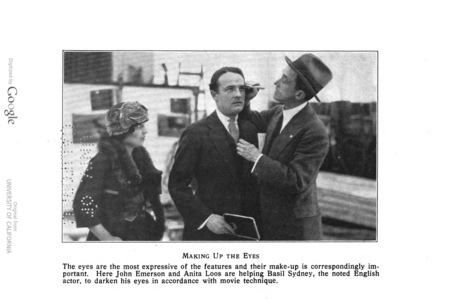 MAKING UP THE EYES
The eyes are the most expressive of the features and their make-up is correspondingly im-
portant. Here John Emerson and Anita Loos are helping Basil Sydney, the noted English
actor, to darken his eyes in accordance with movie technique.
Digitized by Google
Original from
UNIVERSITY OF CALIFORNIA